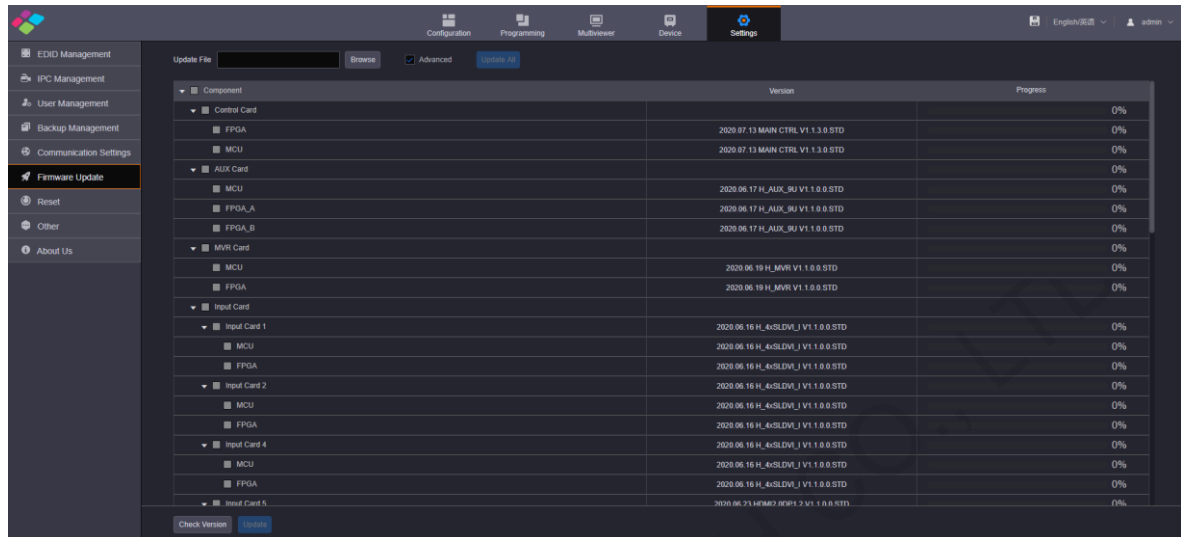 Configuration Programming Multiviewer Device Settings English/英语 admin
EDID Management
IPC Management
User Management
Backup Management
Communication Settings
Firmware Update
Reset
Other
About Us
Update File Browse Advanced Update All
Component Version Progress
Control Card 0%
FPGA 2020.07.13 MAIN CTRL V1.1.3.0.STD 0%
MCU 2020.07.13 MAIN CTRL V1.1.3.0.STD 0%
AUX Card 0%
MCU 2020.06.17 H_AUX_9U V1.1.0.0.STD 0%
FPGA_A 2020.06.17 H_AUX_9U V1.1.0.0.STD 0%
FPGA_B 2020.06.17 H_AUX_9U V1.1.0.0.STD 0%
MVR Card 0%
MCU 2020.06.19 H_MVR V1.1.0.0.STD 0%
FPGA 2020.06.19 H_MVR V1.1.0.0.STD 0%
Input Card
Input Card 1 2020.06.16 H_4xSLDVI_I V1.1.0.0.STD 0%
MCU 2020.06.16 H_4xSLDVI_I V1.1.0.0.STD 0%
FPGA 2020.06.16 H_4xSLDVI_I V1.1.0.0.STD 0%
Input Card 2 2020.06.16 H_4xSLDVI_I V1.1.0.0.STD 0%
MCU 2020.06.16 H_4xSLDVI_I V1.1.0.0.STD 0%
FPGA 2020.06.16 H_4xSLDVI_I V1.1.0.0.STD 0%
Input Card 4 2020.06.16 H_4xSLDVI_I V1.1.0.0.STD 0%
MCU 2020.06.16 H_4xSLDVI_I V1.1.0.0.STD 0%
FPGA 2020.06.16 H_4xSLDVI_I V1.1.0.0.STD 0%
Input Card 5 2020.06.23 HDMI2.0DP1.2 V1.1.0.0.STD 0%
Check Version Update
CO., LTD